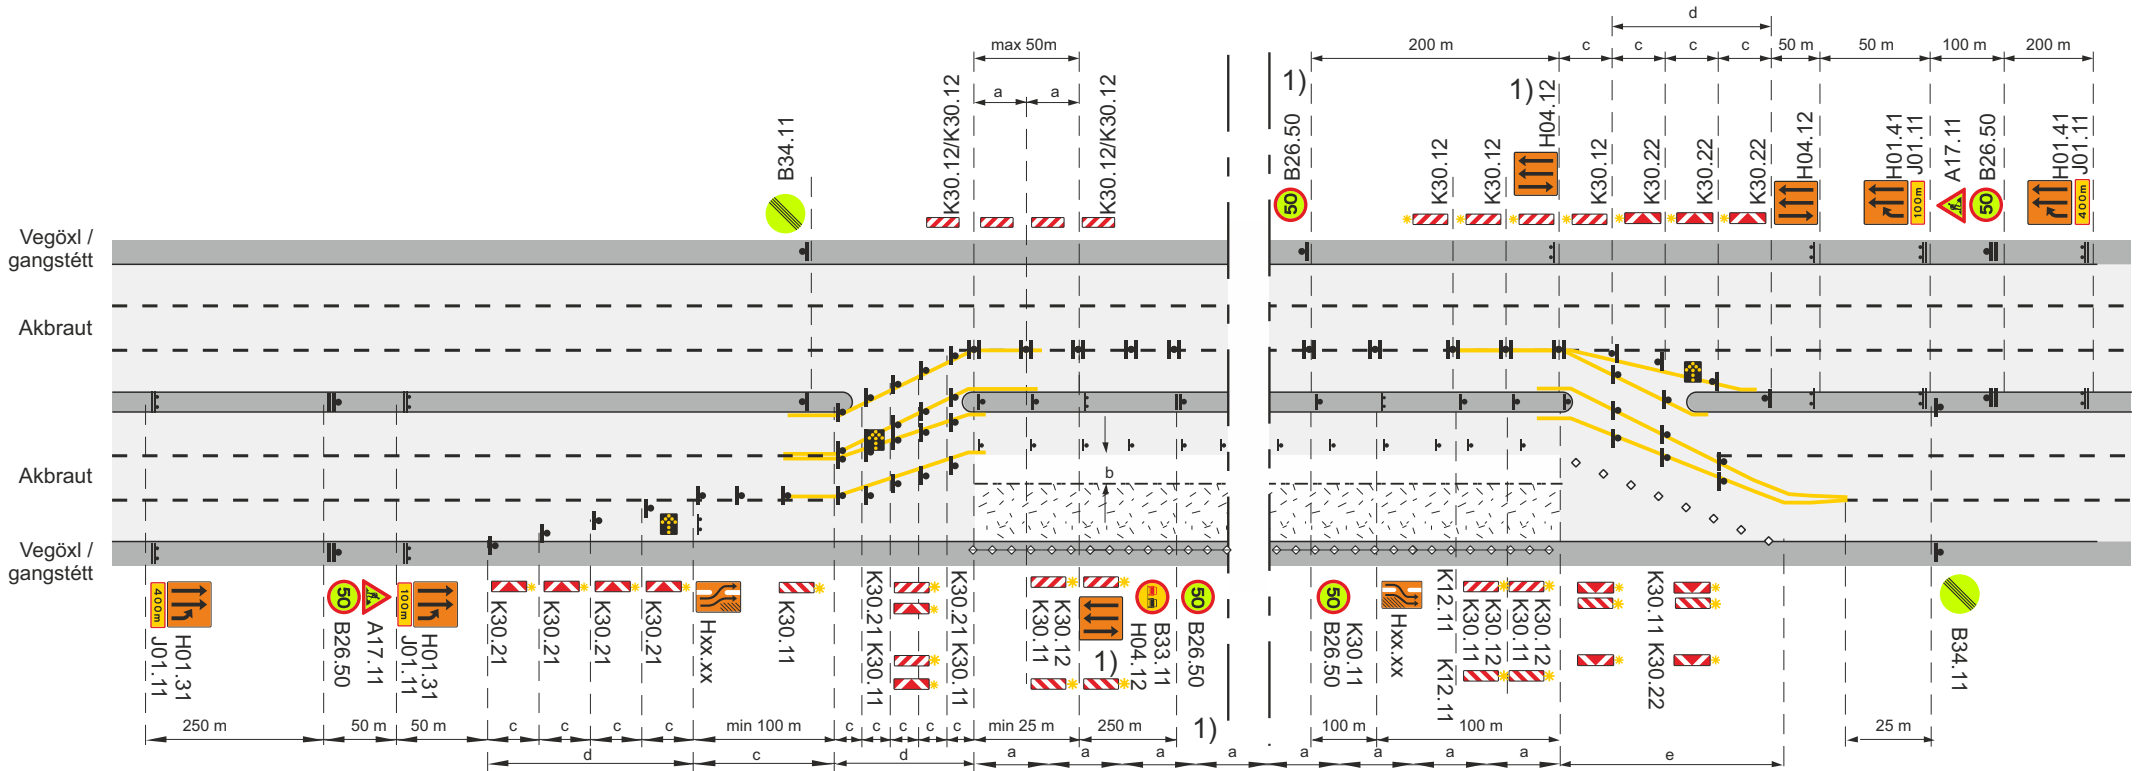 d
max 50m
200 m
c
c
c
c
50 m
50 m
100 m
200 m
a
a
1)
1)
B34.11
K30.12/K30.12
K30.12/K30.12
B26.50
K30.12
K30.12
H04.12
K30.12
K30.22
K30.22
K30.22
H04.12
H01.41
J01.11
A17.11
B26.50
H01.41
J01.11
50
100m
50
400m
Vegöxl /
gangstétt
Akbraut
Akbraut
b
Vegöxl /
gangstétt
400m
50
100m
50
50
J01.11
H01.31
B26.50
A17.11
J01.11
H01.31
K30.21
K30.21
K30.21
K30.21
Hxx.xx
K30.11
K30.21 K30.11
K30.21 K30.11
K30.11
K30.12
1)
H04.12
B33.11
B26.50
B26.50
K30.11
Hxx.xx
K12.11
K12.11
K30.11
K30.12
K30.11
K30.12
K30.11 K30.22
B34.11
1)
250 m
50 m
50 m
c
c
c
c
min 100 m
c
c
c
c
c
min 25 m
250 m
100 m
100 m
25 m
d
c
d
a
a
a
a
a
a
a
a
e